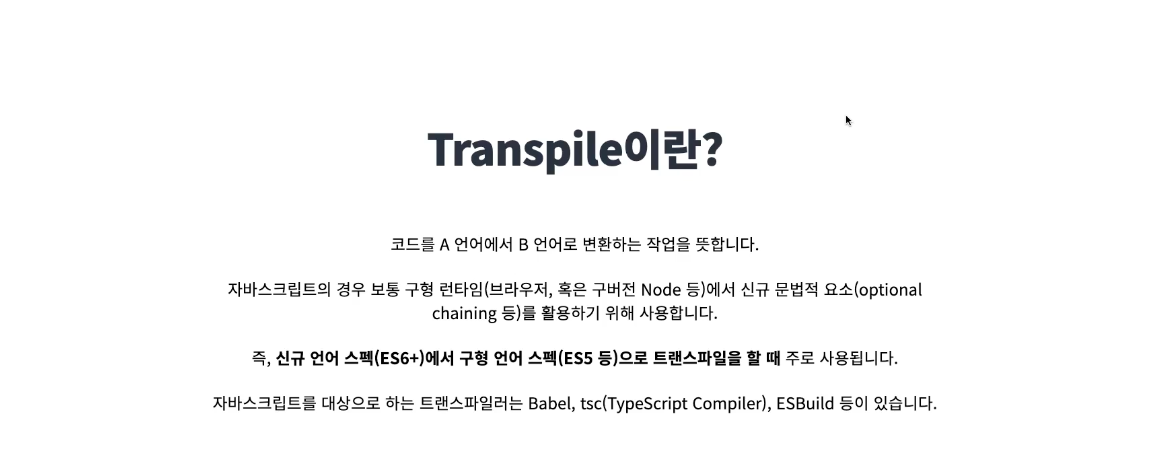 Transpile이란?
코드를 A 언어에서 B 언어로 변환하는 작업을 뜻합니다.
자바스크립트의 경우 보통 구형 런타임(브라우저, 혹은 구버전 Node 등)에서 신규 문법적 요소(optional
chaining 등)를 활용하기 위해 사용합니다.
즉, 신규 언어 스펙(ES6+)에서 구형 언어 스펙(ES5 등)으로 트랜스파일을 할 때 주로 사용됩니다.
자바스크립트를 대상으로 하는 트랜스파일러는 Babel, tsc(TypeScript Compiler), ESBuild 등이 있습니다.